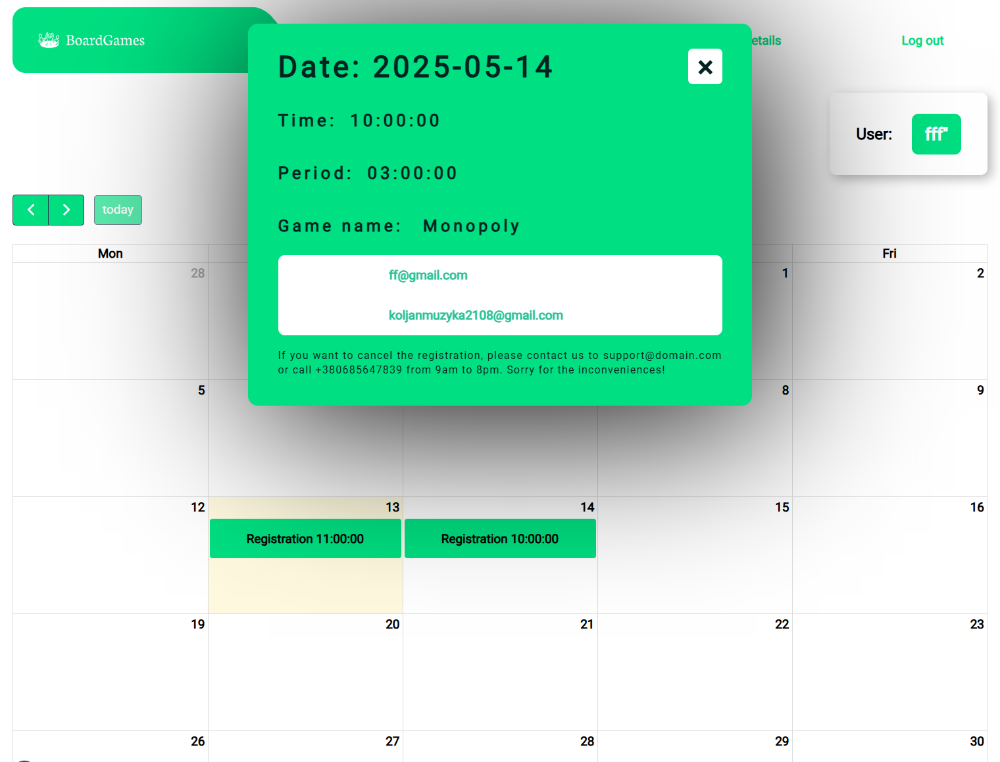 BoardGames
etails
Log out
Date: 2025-05-14
Time: 10:00:00
Period: 03:00:00
Game name: Monopoly
ff@gmail.com
koljanmuzyka2108@gmail.com
If you want to cancel the registration, please contact us to support@domain.com
or call +380685647839 from 9am to 8pm. Sorry for the inconveniences!
User: fff"
today
Mon
Fri
28
1
2
5
8
9
12
13
14
15
16
Registration 11:00:00
Registration 10:00:00
19
20
21
22
23
26
27
28
29
30